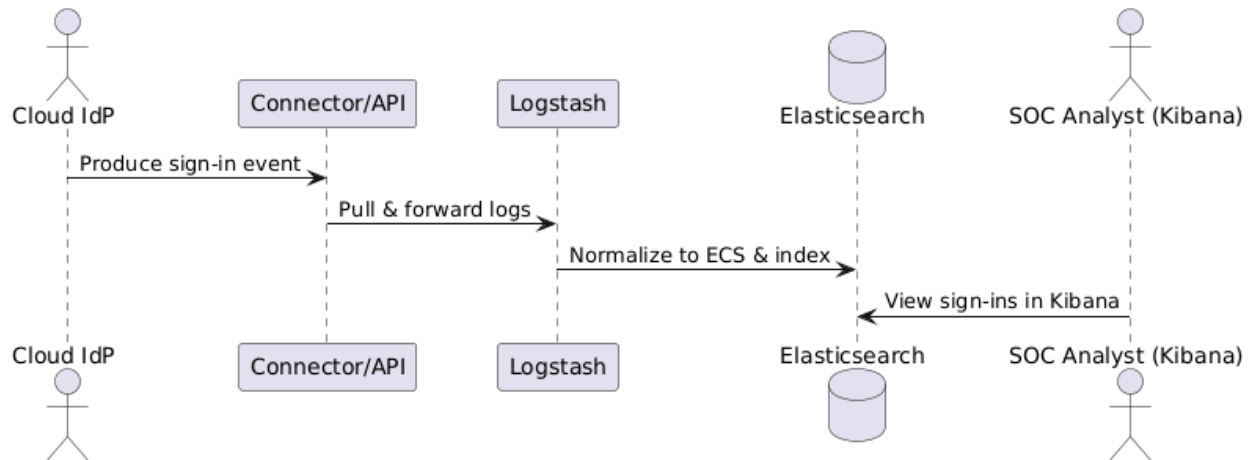 Cloud IdP
Connector/API
Logstash
Elasticsearch
SOC Analyst (Kibana)
Produce sign-in event
Pull & forward logs
Normalize to ECS & index
View sign-ins in Kibana
Cloud IdP
Connector/API
Logstash
Elasticsearch
SOC Analyst (Kibana)